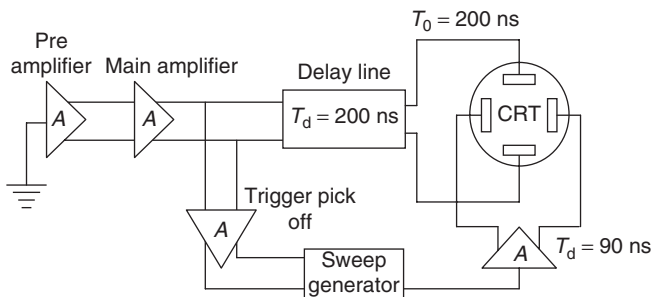 T0 = 200 ns
Pre
amplifier
Main amplifier
Delay line
A
A
Td = 200 ns
CRT
Trigger pick
off
A
Sweep
generator
A
Td = 90 ns